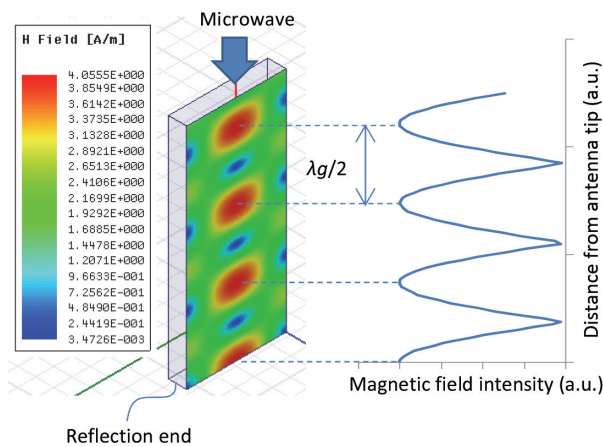 Microwave
H Field [A/m]
4.0555E+000
3.8549E+000
3.6142E+000
3.3735E+000
3.1328E+000
2.8921E+000
2.6513E+000
2.4106E+000
2.1699E+000
1.9292E+000
1.6885E+000
1.4478E+000
1.2071E+000
9.6633E-001
7.2562E-001
4.8490E-001
2.4419E-001
3.4726E-003
λg/2
Distance from antenna tip (a.u.)
Magnetic field intensity (a.u.)
Reflection end